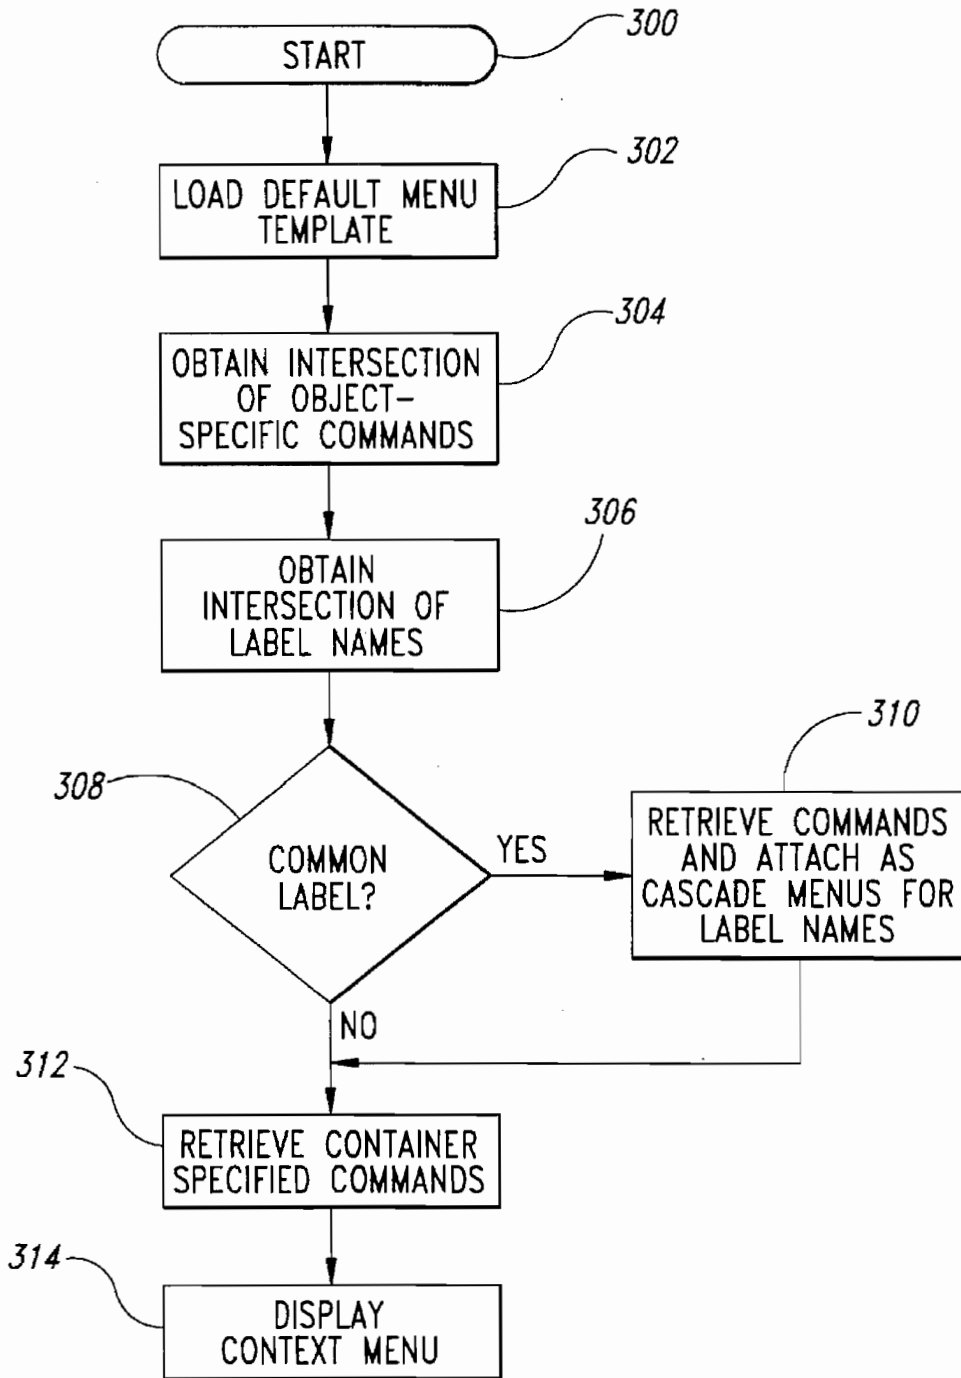 START
300
LOAD DEFAULT MENU
TEMPLATE
302
OBTAIN INTERSECTION
OF OBJECT-
SPECIFIC COMMANDS
304
OBTAIN
INTERSECTION OF
LABEL NAMES
306
308
COMMON
LABEL?
YES
310
RETRIEVE COMMANDS
AND ATTACH AS
CASCADE MENUS FOR
LABEL NAMES
NO
312
RETRIEVE CONTAINER
SPECIFIED COMMANDS
314
DISPLAY
CONTEXT MENU